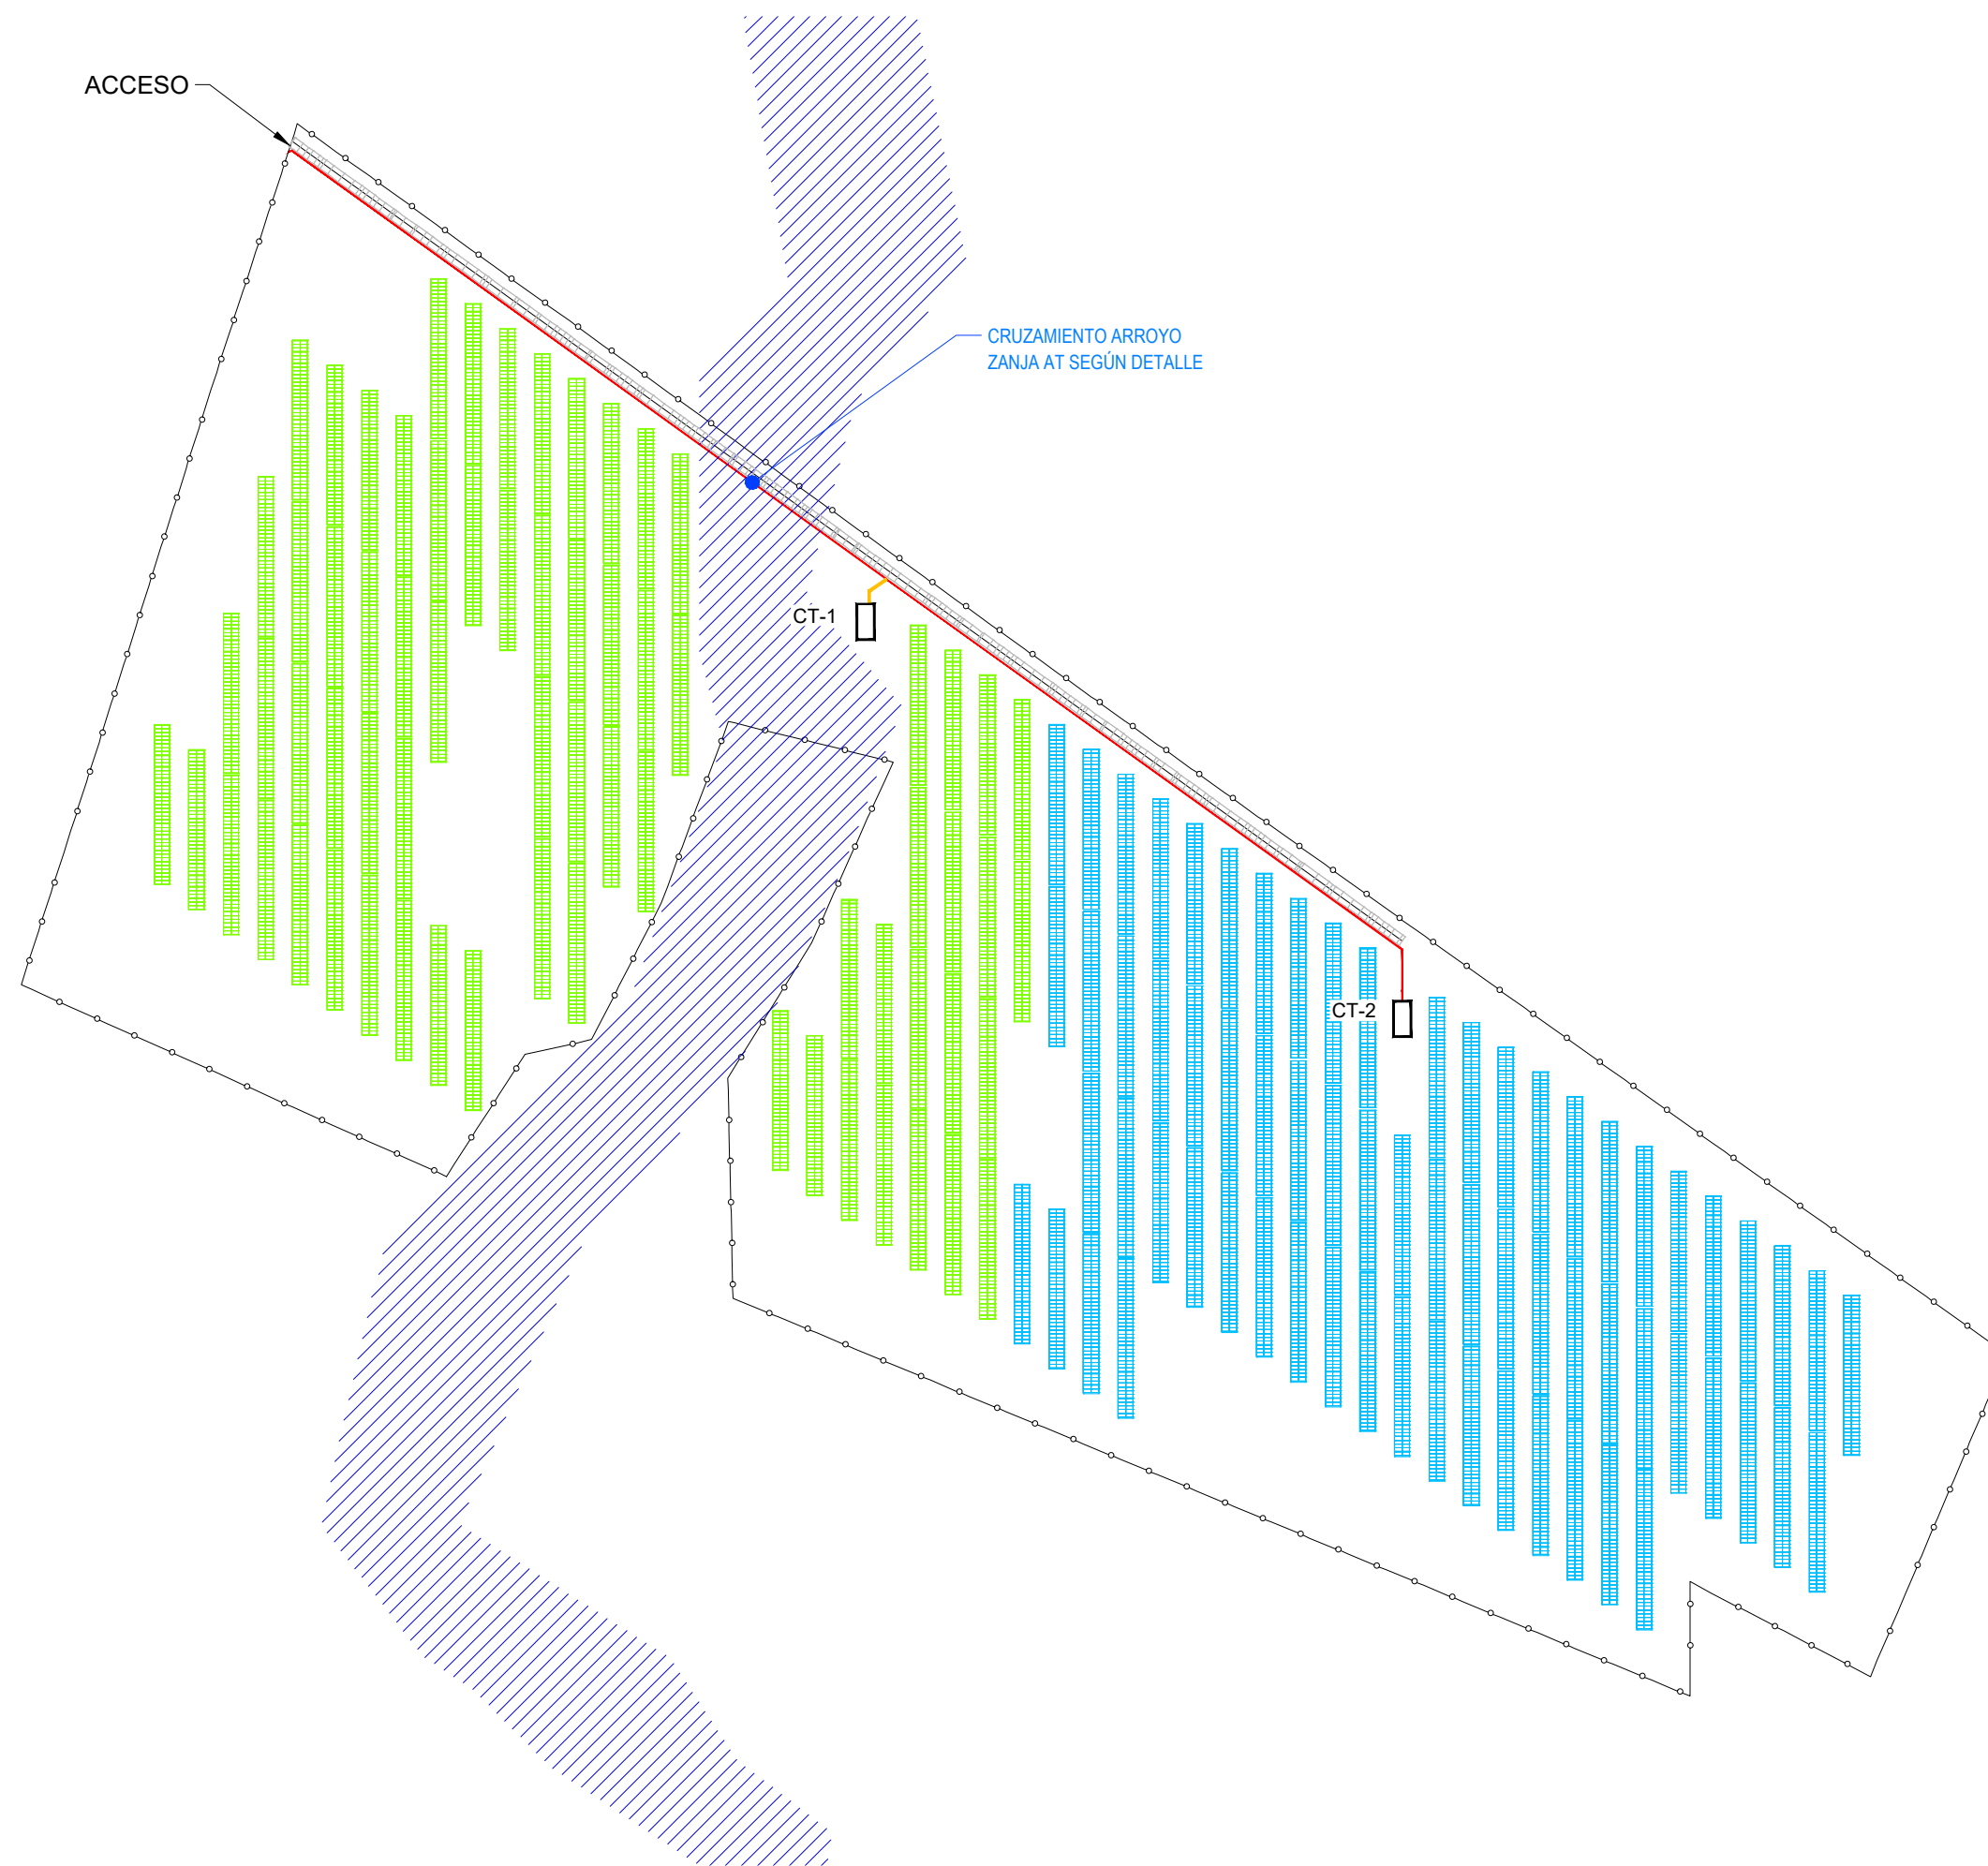 ACCESO
CRUZAMIENTO ARROYO
ZANJA AT SEGÚN DETALLE
CT-1
CT-2